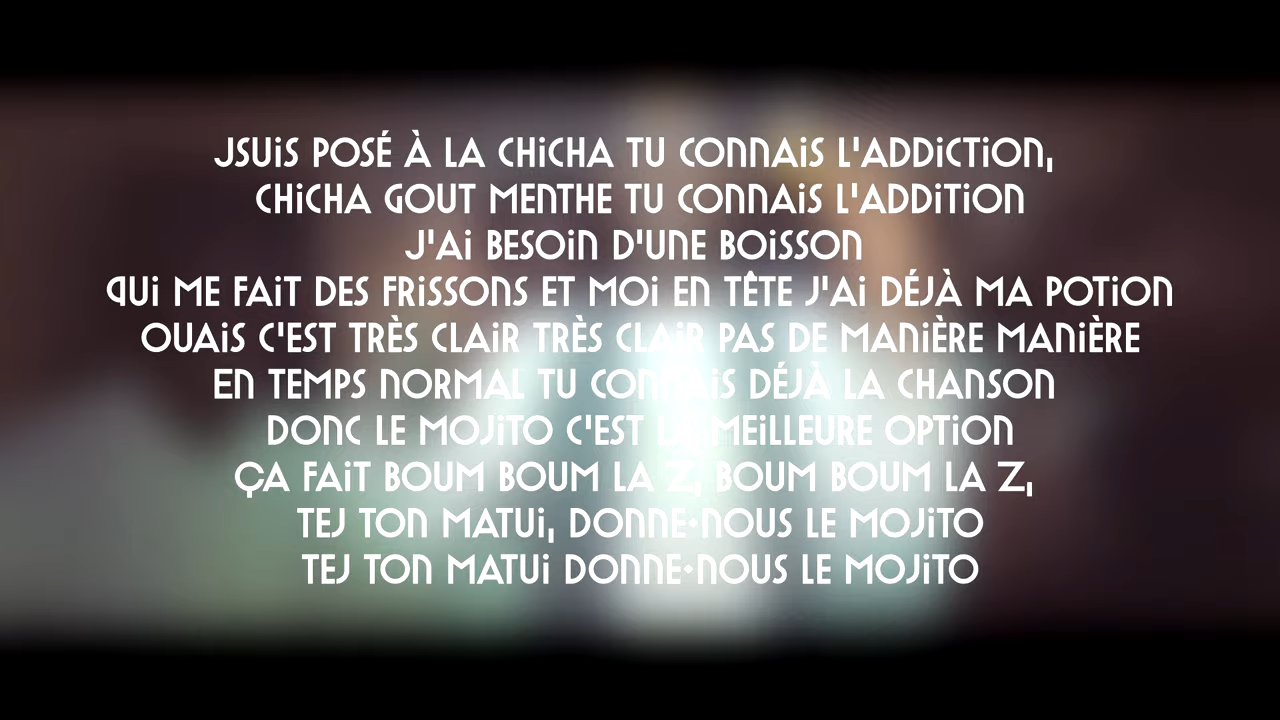 JSUIS POSÉ À LA CHICHA TU CONNAIS L'ADDICTION,
CHICHA GOUT MENTHE TU CONNAIS L'ADDITION
J'AI BESOIN D'UNE BOISSON
QUI ME FAIT DES FRISSONS ET MOI EN TÊTE J'AI DÉJÀ MA POTION
OUAIS C'EST TRÈS CLAIR TRÈS CLAIR PAS DE MANIÈRE MANIÈRE
EN TEMPS NORMAL TU CONNAIS DÉJÀ LA CHANSON
DONC LE MOJITO C'EST LA MEILLEURE OPTION
ÇA FAIT BOUM BOUM LA Z, BOUM BOUM LA Z,
TEJ TON MATUI, DONNE-NOUS LE MOJITO
TEJ TON MATUI DONNE-NOUS LE MOJITO